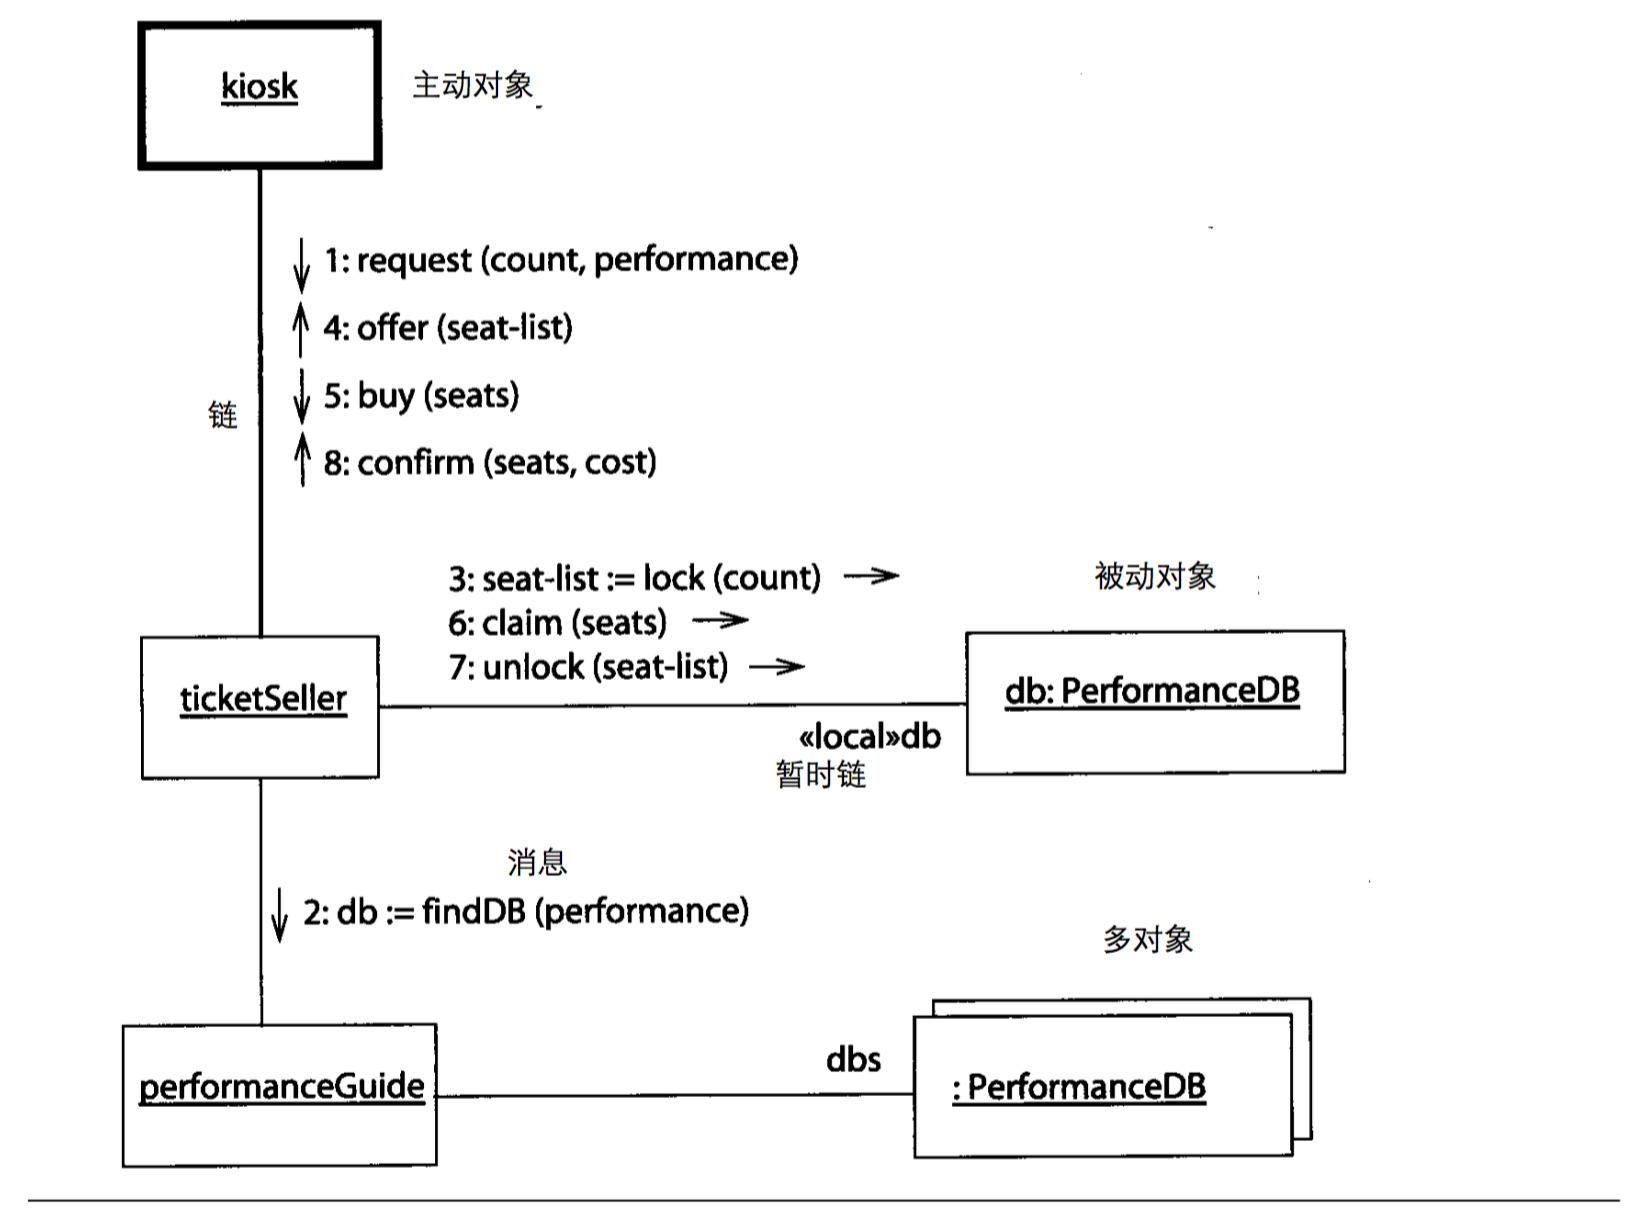 kiosk
主动对象
1: request (count, performance)
4: offer (seat-list)
5: buy (seats)
链
8: confirm (seats, cost)
3: seat-list := lock (count)
被动对象
6: claim (seats)
7: unlock (seat-list)
ticketSeller
db: PerformanceDB
«local»db
暂时链
消息
2: db := findDB (performance)
多对象
dbs
performanceGuide
: PerformanceDB